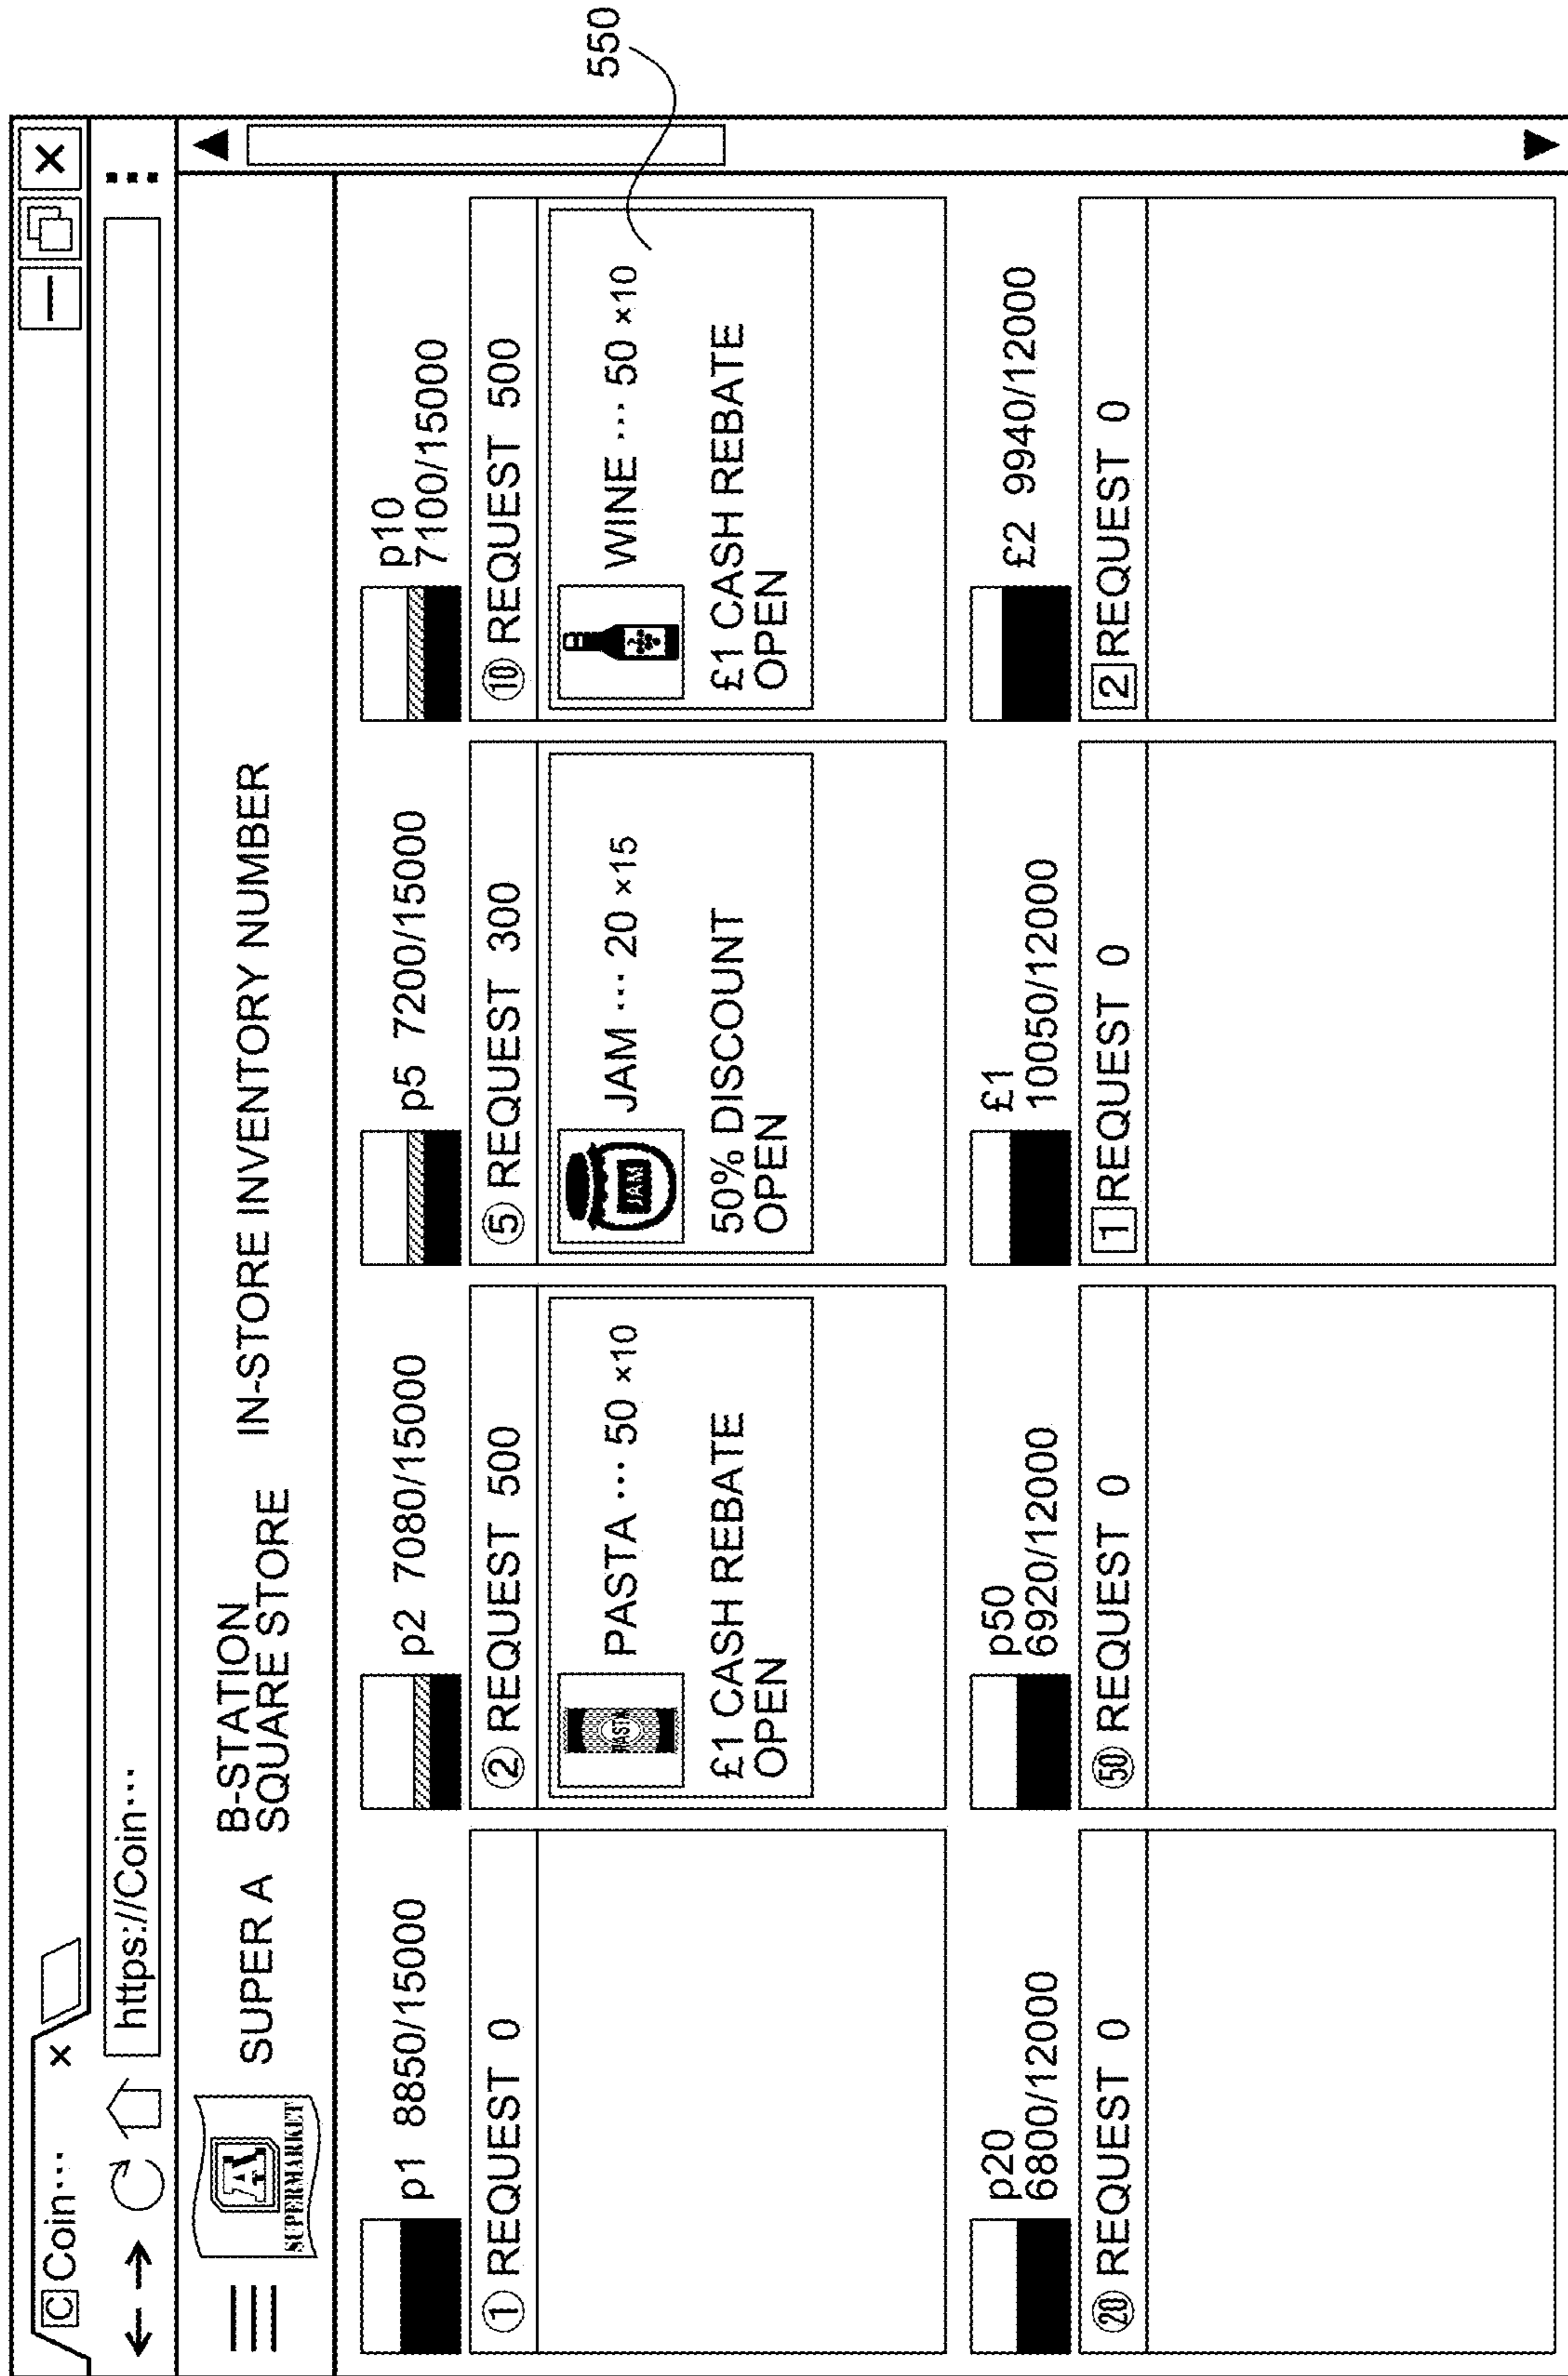 C Coin··· ×
https://Coin···
A
SUPERMARKET
SUPER A
B-STATION
SQUARE STORE
IN-STORE INVENTORY NUMBER
p1 8850/15000
① REQUEST 0
p2 7080/15000
② REQUEST 500
PASTA
PASTA ··· 50 ×10
£1 CASH REBATE
OPEN
p5 7200/15000
⑤ REQUEST 300
JAM
JAM ··· 20 ×15
50% DISCOUNT
OPEN
p10
7100/15000
⑩ REQUEST 500
WINE ··· 50 ×10
£1 CASH REBATE
OPEN
550
p20
6800/12000
⑳ REQUEST 0
p50
6920/12000
㊿ REQUEST 0
£1
10050/12000
1 REQUEST 0
£2 9940/12000
2 REQUEST 0